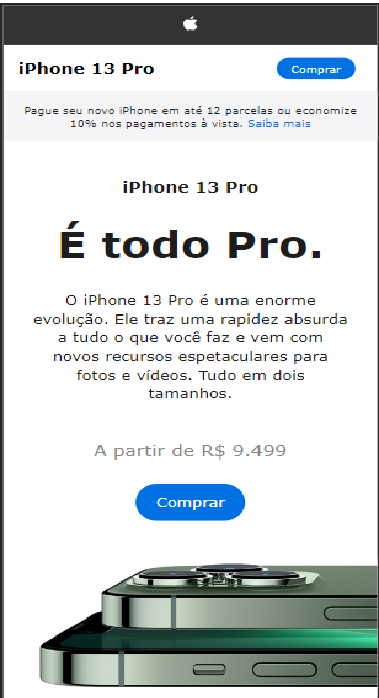 iPhone 13 Pro
Comprar
Pague seu novo iPhone em até 12 parcelas ou economize
10% nos pagamentos à vista. Saiba mais
iPhone 13 Pro
É todo Pro.
O iPhone 13 Pro é uma enorme
evolução. Ele traz uma rapidez absurda
a tudo o que você faz e vem com
novos recursos espetaculares para
fotos e vídeos. Tudo em dois
tamanhos.
A partir de R$ 9.499
Comprar